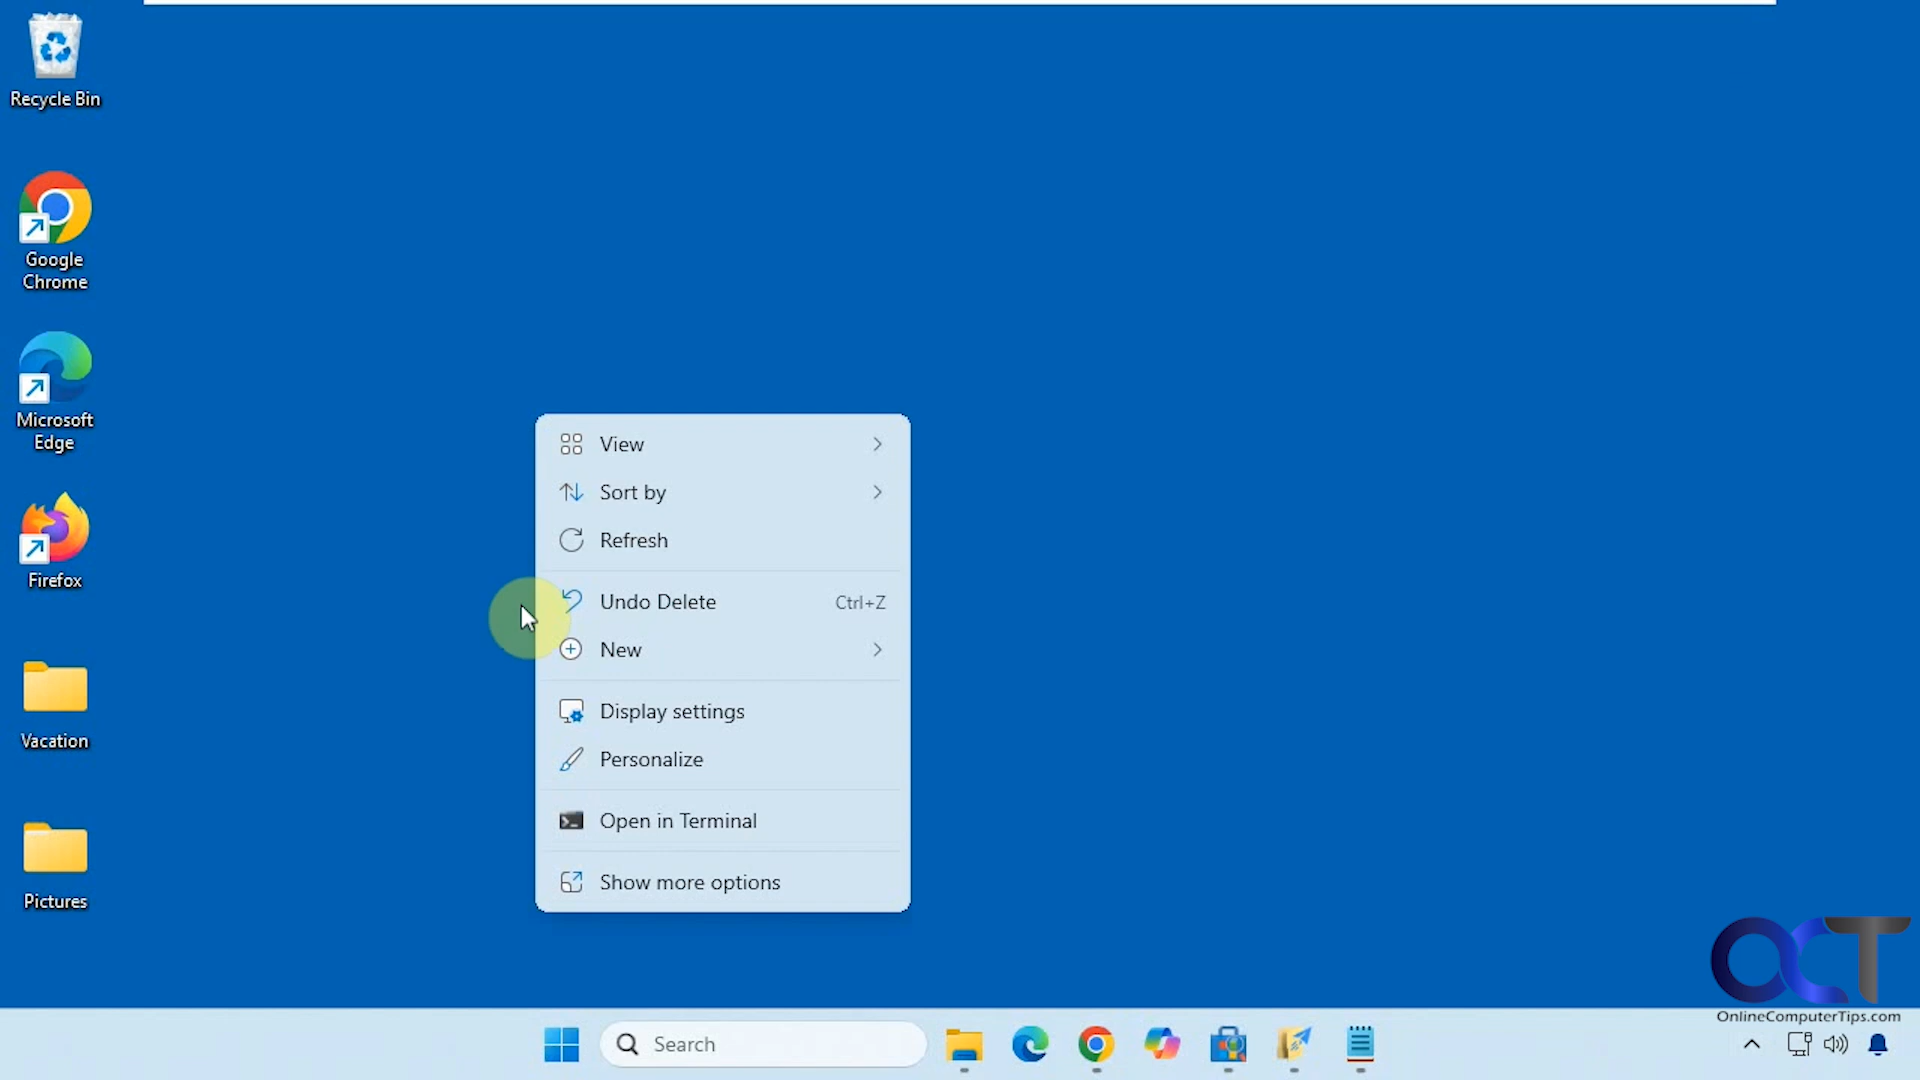 Recycle Bin
Google
Chrome
Microsoft
Edge
Firefox
Vacation
Pictures
View
Sort by
Refresh
Undo Delete Ctrl+Z
New
Display settings
Personalize
Open in Terminal
Show more options
OCT
OnlineComputerTips.com
Search